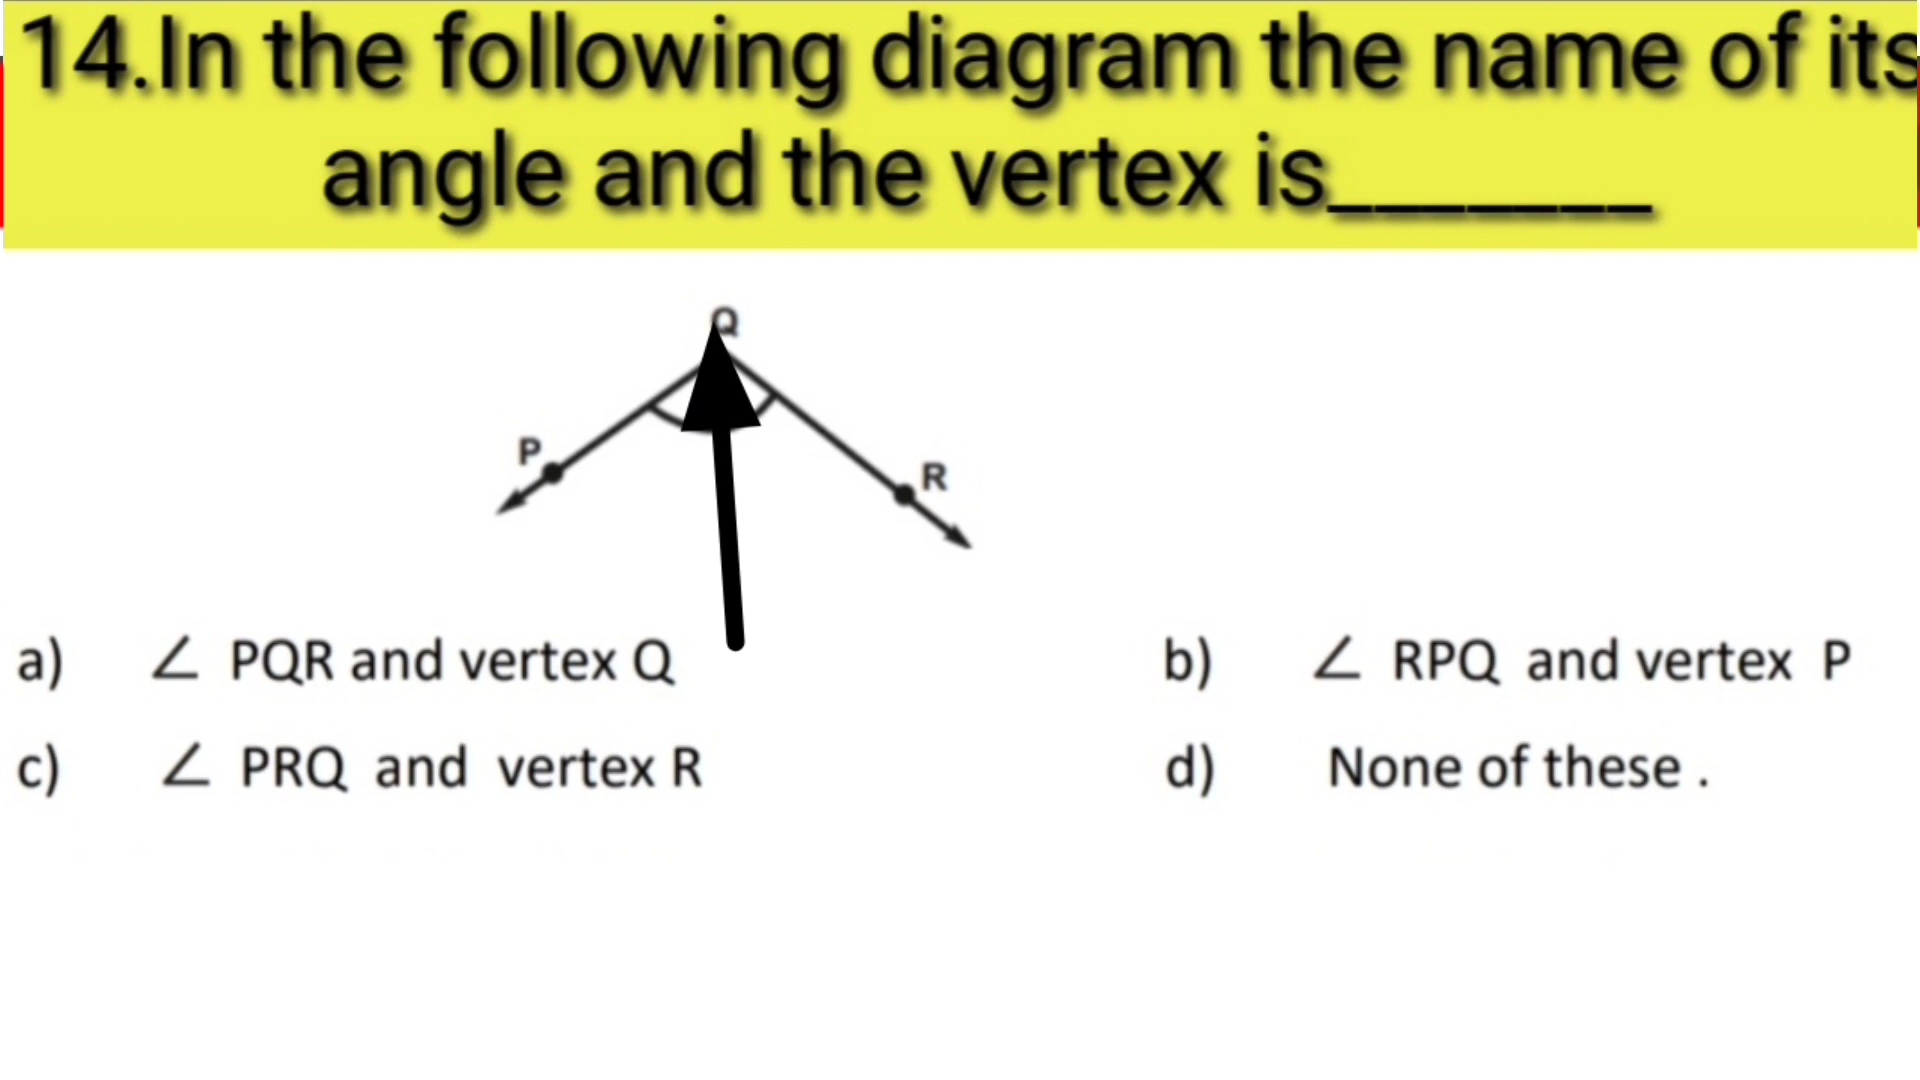 14.In the following diagram the name of its
angle and the vertex is_______
Q
P
R
a) ∠ PQR and vertex Q b) ∠ RPQ and vertex P
c) ∠ PRQ and vertex R d) None of these .